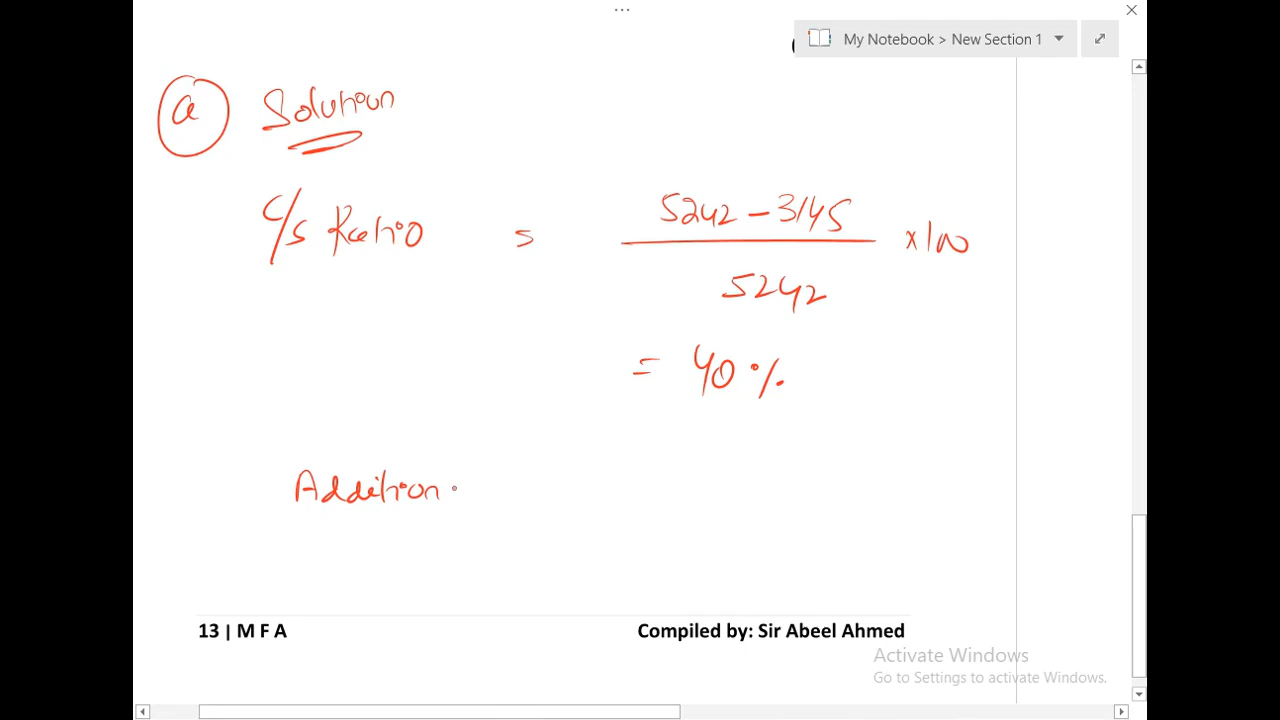 ...
My Notebook > New Section 1
a Solution
C/S Ratio = 5242 - 3145
5242
×100
= 40%
Addition
13 | M F A
Compiled by: Sir Abeel Ahmed
Activate Windows
Go to Settings to activate Windows.